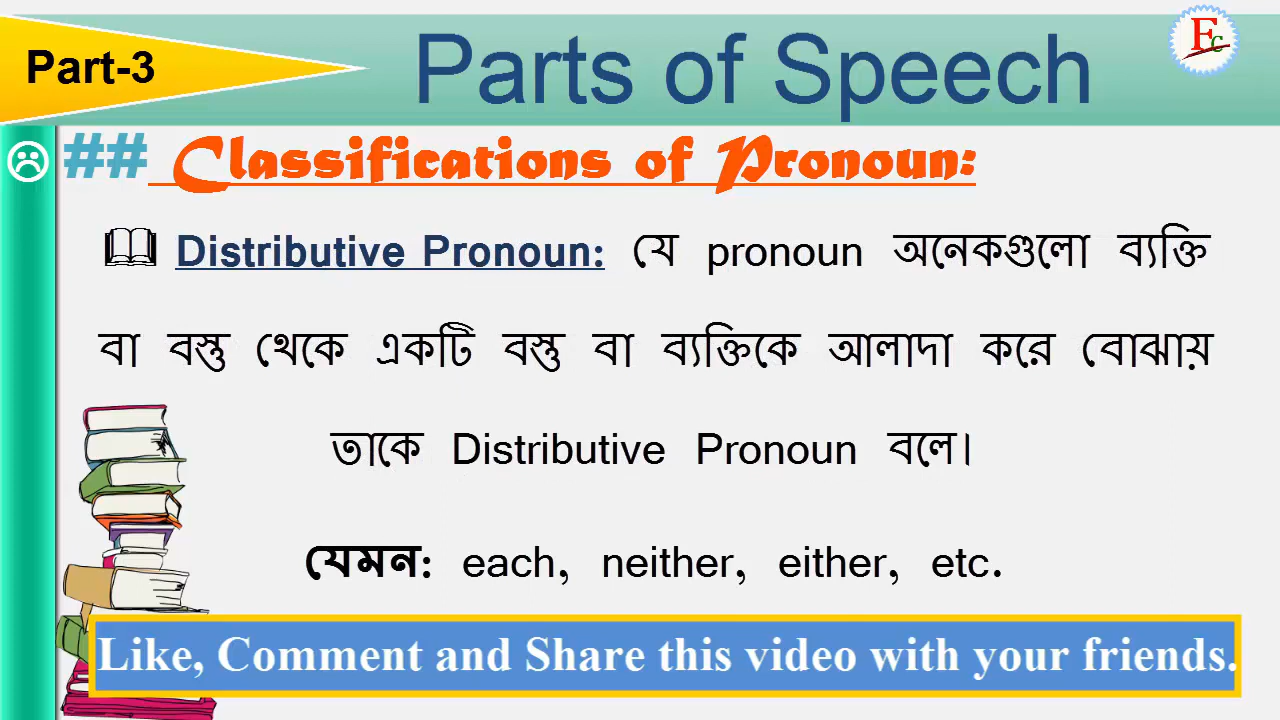 Part-3
Parts of Speech
Fc
## Classifications of Pronoun:
Distributive Pronoun: যে pronoun অনেকগুলো ব্যক্তি
বা বস্তু থেকে একটি বস্তু বা ব্যক্তিকে আলাদা করে বোঝায়
তাকে Distributive Pronoun বলে।
যেমন: each, neither, either, etc.
Like, Comment and Share this video with your friends.